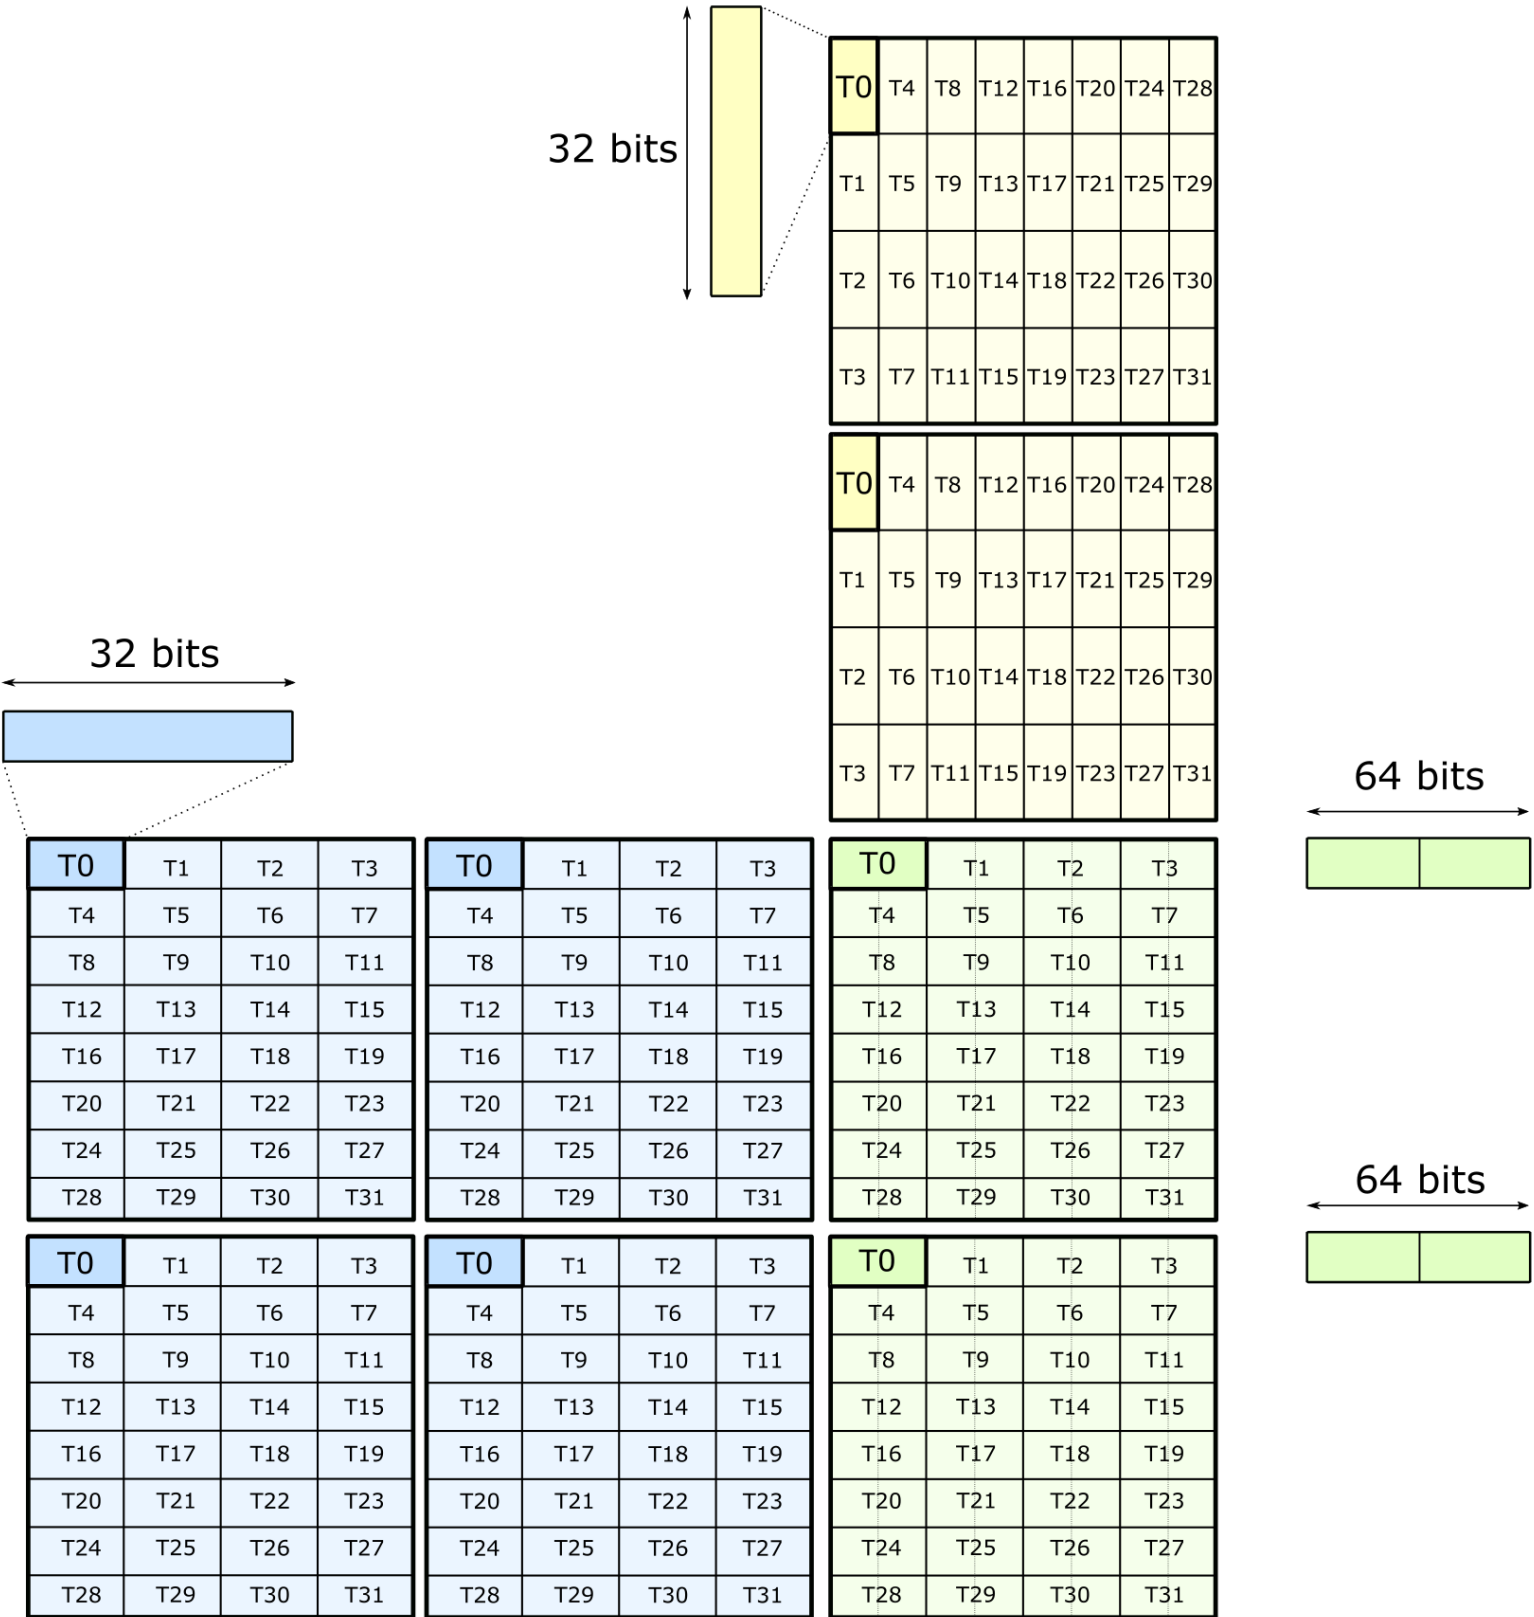 32 bits
T0 T4 T8 T12 T16 T20 T24 T28
T1 T5 T9 T13 T17 T21 T25 T29
T2 T6 T10 T14 T18 T22 T26 T30
T3 T7 T11 T15 T19 T23 T27 T31
T0 T4 T8 T12 T16 T20 T24 T28
T1 T5 T9 T13 T17 T21 T25 T29
T2 T6 T10 T14 T18 T22 T26 T30
T3 T7 T11 T15 T19 T23 T27 T31
32 bits
64 bits
T0 T1 T2 T3 T0 T1 T2 T3 T0 T1 T2 T3
T4 T5 T6 T7 T4 T5 T6 T7 T4 T5 T6 T7
T8 T9 T10 T11 T8 T9 T10 T11 T8 T9 T10 T11
T12 T13 T14 T15 T12 T13 T14 T15 T12 T13 T14 T15
T16 T17 T18 T19 T16 T17 T18 T19 T16 T17 T18 T19
T20 T21 T22 T23 T20 T21 T22 T23 T20 T21 T22 T23
T24 T25 T26 T27 T24 T25 T26 T27 T24 T25 T26 T27
T28 T29 T30 T31 T28 T29 T30 T31 T28 T29 T30 T31
64 bits
T0 T1 T2 T3 T0 T1 T2 T3 T0 T1 T2 T3
T4 T5 T6 T7 T4 T5 T6 T7 T4 T5 T6 T7
T8 T9 T10 T11 T8 T9 T10 T11 T8 T9 T10 T11
T12 T13 T14 T15 T12 T13 T14 T15 T12 T13 T14 T15
T16 T17 T18 T19 T16 T17 T18 T19 T16 T17 T18 T19
T20 T21 T22 T23 T20 T21 T22 T23 T20 T21 T22 T23
T24 T25 T26 T27 T24 T25 T26 T27 T24 T25 T26 T27
T28 T29 T30 T31 T28 T29 T30 T31 T28 T29 T30 T31